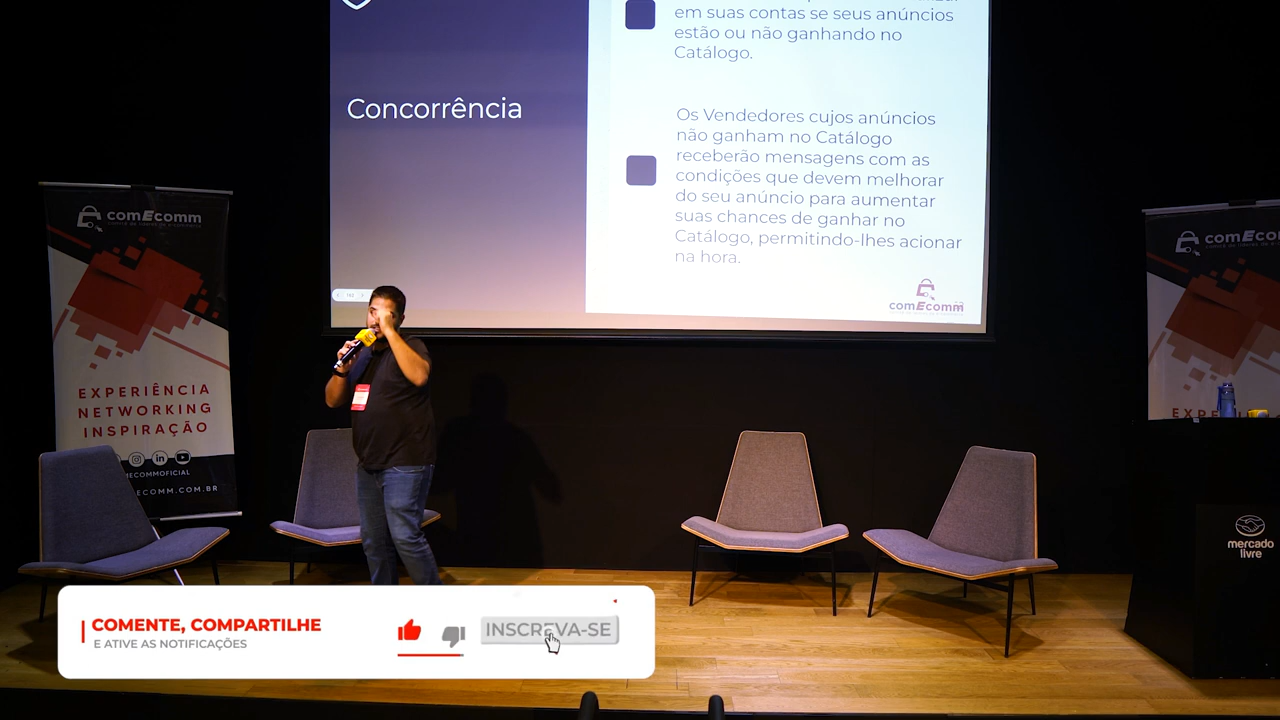 em suas contas se seus anúncios
estão ou não ganhando no
Catálogo.
Concorrência
Os Vendedores cujos anúncios
não ganham no Catálogo
receberão mensagens com as
condições que devem melhorar
do seu anúncio para aumentar
suas chances de ganhar no
Catálogo, permitindo-lhes acionar
na hora.
comEcomm
comEcomm
EXPERIÊNCIA
NETWORKING
INSPIRAÇÃO
ECOMMOFICIAL
ECOMM.COM.BR
comEco
EXPE
mercado
livre
COMENTE, COMPARTILHE
E ATIVE AS NOTIFICAÇÕES
INSCREVA-SE